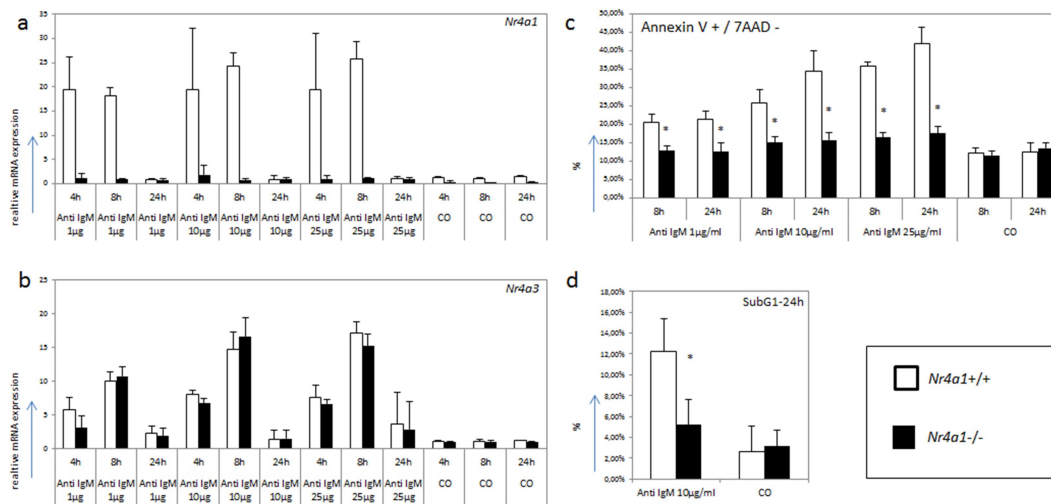 a
Nr4a1
realtive mRNA expression
35
30
25
20
15
10
5
0
4h 8h 24h 4h 8h 24h 4h 8h 24h 4h 8h 24h
Anti IgM Anti IgM Anti IgM Anti IgM Anti IgM Anti IgM Anti IgM Anti IgM Anti IgM CO CO CO
1µg 1µg 1µg 10µg 10µg 10µg 25µg 25µg 25µg
b
Nr4a3
realtive mRNA expression
25
20
15
10
5
0
4h 8h 24h 4h 8h 24h 4h 8h 24h 4h 8h 24h
Anti IgM Anti IgM Anti IgM Anti IgM Anti IgM Anti IgM Anti IgM Anti IgM Anti IgM CO CO CO
1µg 1µg 1µg 10µg 10µg 10µg 25µg 25µg 25µg
c
Annexin V + / 7AAD -
%
50,00%
45,00%
40,00%
35,00%
30,00%
25,00%
20,00%
15,00%
10,00%
5,00%
0,00%
* * * * * *
8h 24h 8h 24h 8h 24h 8h 24h
Anti IgM 1µg/ml Anti IgM 10µg/ml Anti IgM 25µg/ml CO
d
SubG1-24h
%
18,00%
16,00%
14,00%
12,00%
10,00%
8,00%
6,00%
4,00%
2,00%
0,00%
*
Anti IgM 10µg/ml CO
Nr4a1+/+
Nr4a1-/-